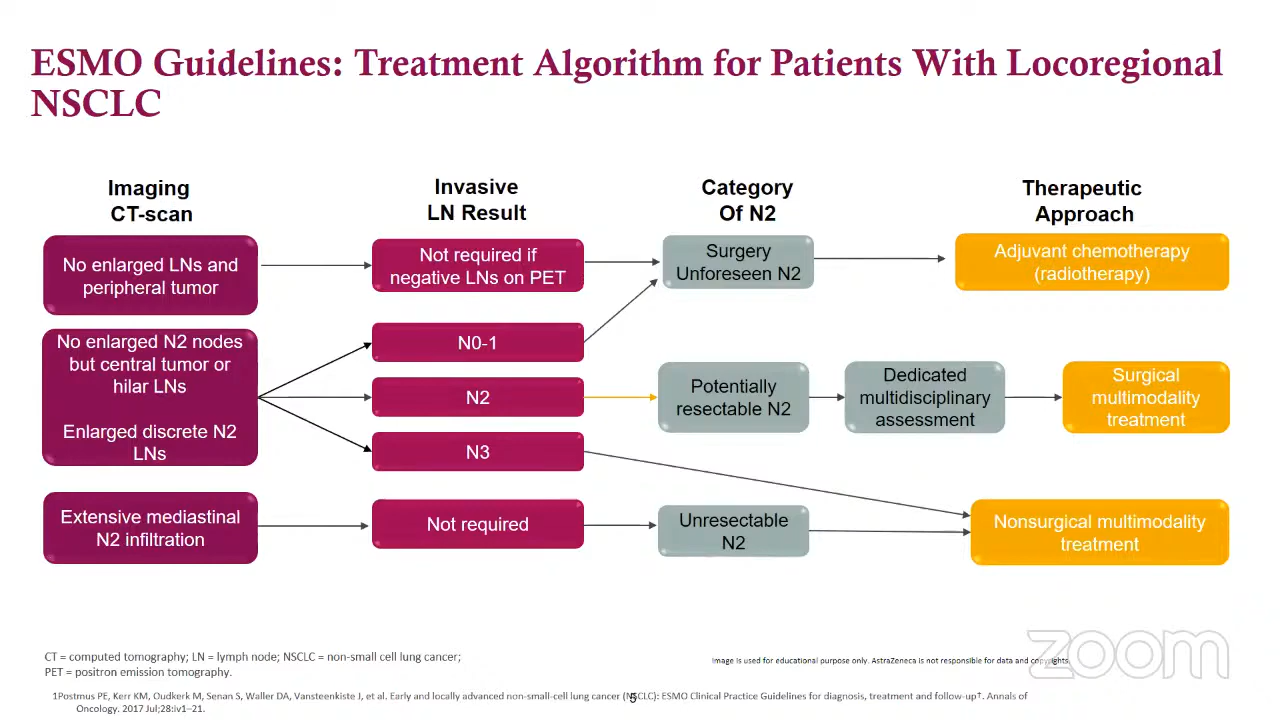 ESMO Guidelines: Treatment Algorithm for Patients With Locoregional
NSCLC
Imaging
CT-scan
Invasive
LN Result
Category
Of N2
Therapeutic
Approach
No enlarged LNs and
peripheral tumor
Not required if
negative LNs on PET
Surgery
Unforeseen N2
Adjuvant chemotherapy
(radiotherapy)
No enlarged N2 nodes
but central tumor or
hilar LNs
Enlarged discrete N2
LNs
N0-1
N2
N3
Potentially
resectable N2
Dedicated
multidisciplinary
assessment
Surgical
multimodality
treatment
Extensive mediastinal
N2 infiltration
Not required
Unresectable
N2
Nonsurgical multimodality
treatment
CT = computed tomography; LN = lymph node; NSCLC = non-small cell lung cancer;
PET = positron emission tomography.
Image is used for educational purpose only. AstraZeneca is not responsible for data and copyrights.
zoom
1Postmus PE, Kerr KM, Oudkerk M, Senan S, Waller DA, Vansteenkiste J, et al. Early and locally advanced non-small-cell lung cancer (NSCLC): ESMO Clinical Practice Guidelines for diagnosis, treatment and follow-up†. Annals of
Oncology. 2017 Jul;28:iv1–21.
5